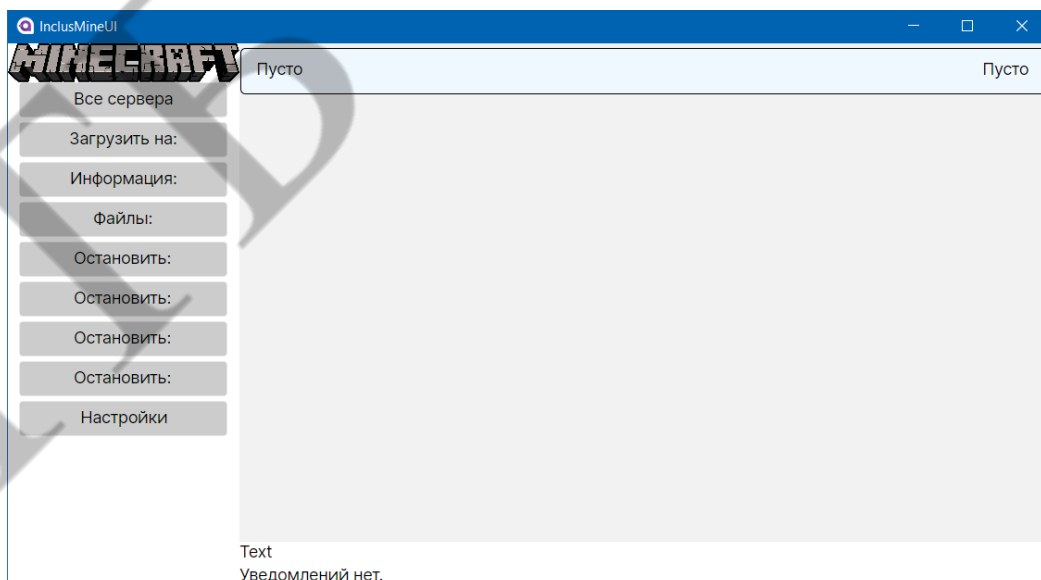 InclusMineUI
MINECRAFT
Пусто
Пусто
Все сервера
Загрузить на:
Информация:
Файлы:
Остановить:
Остановить:
Остановить:
Остановить:
Настройки
Text
Уведомлений нет.